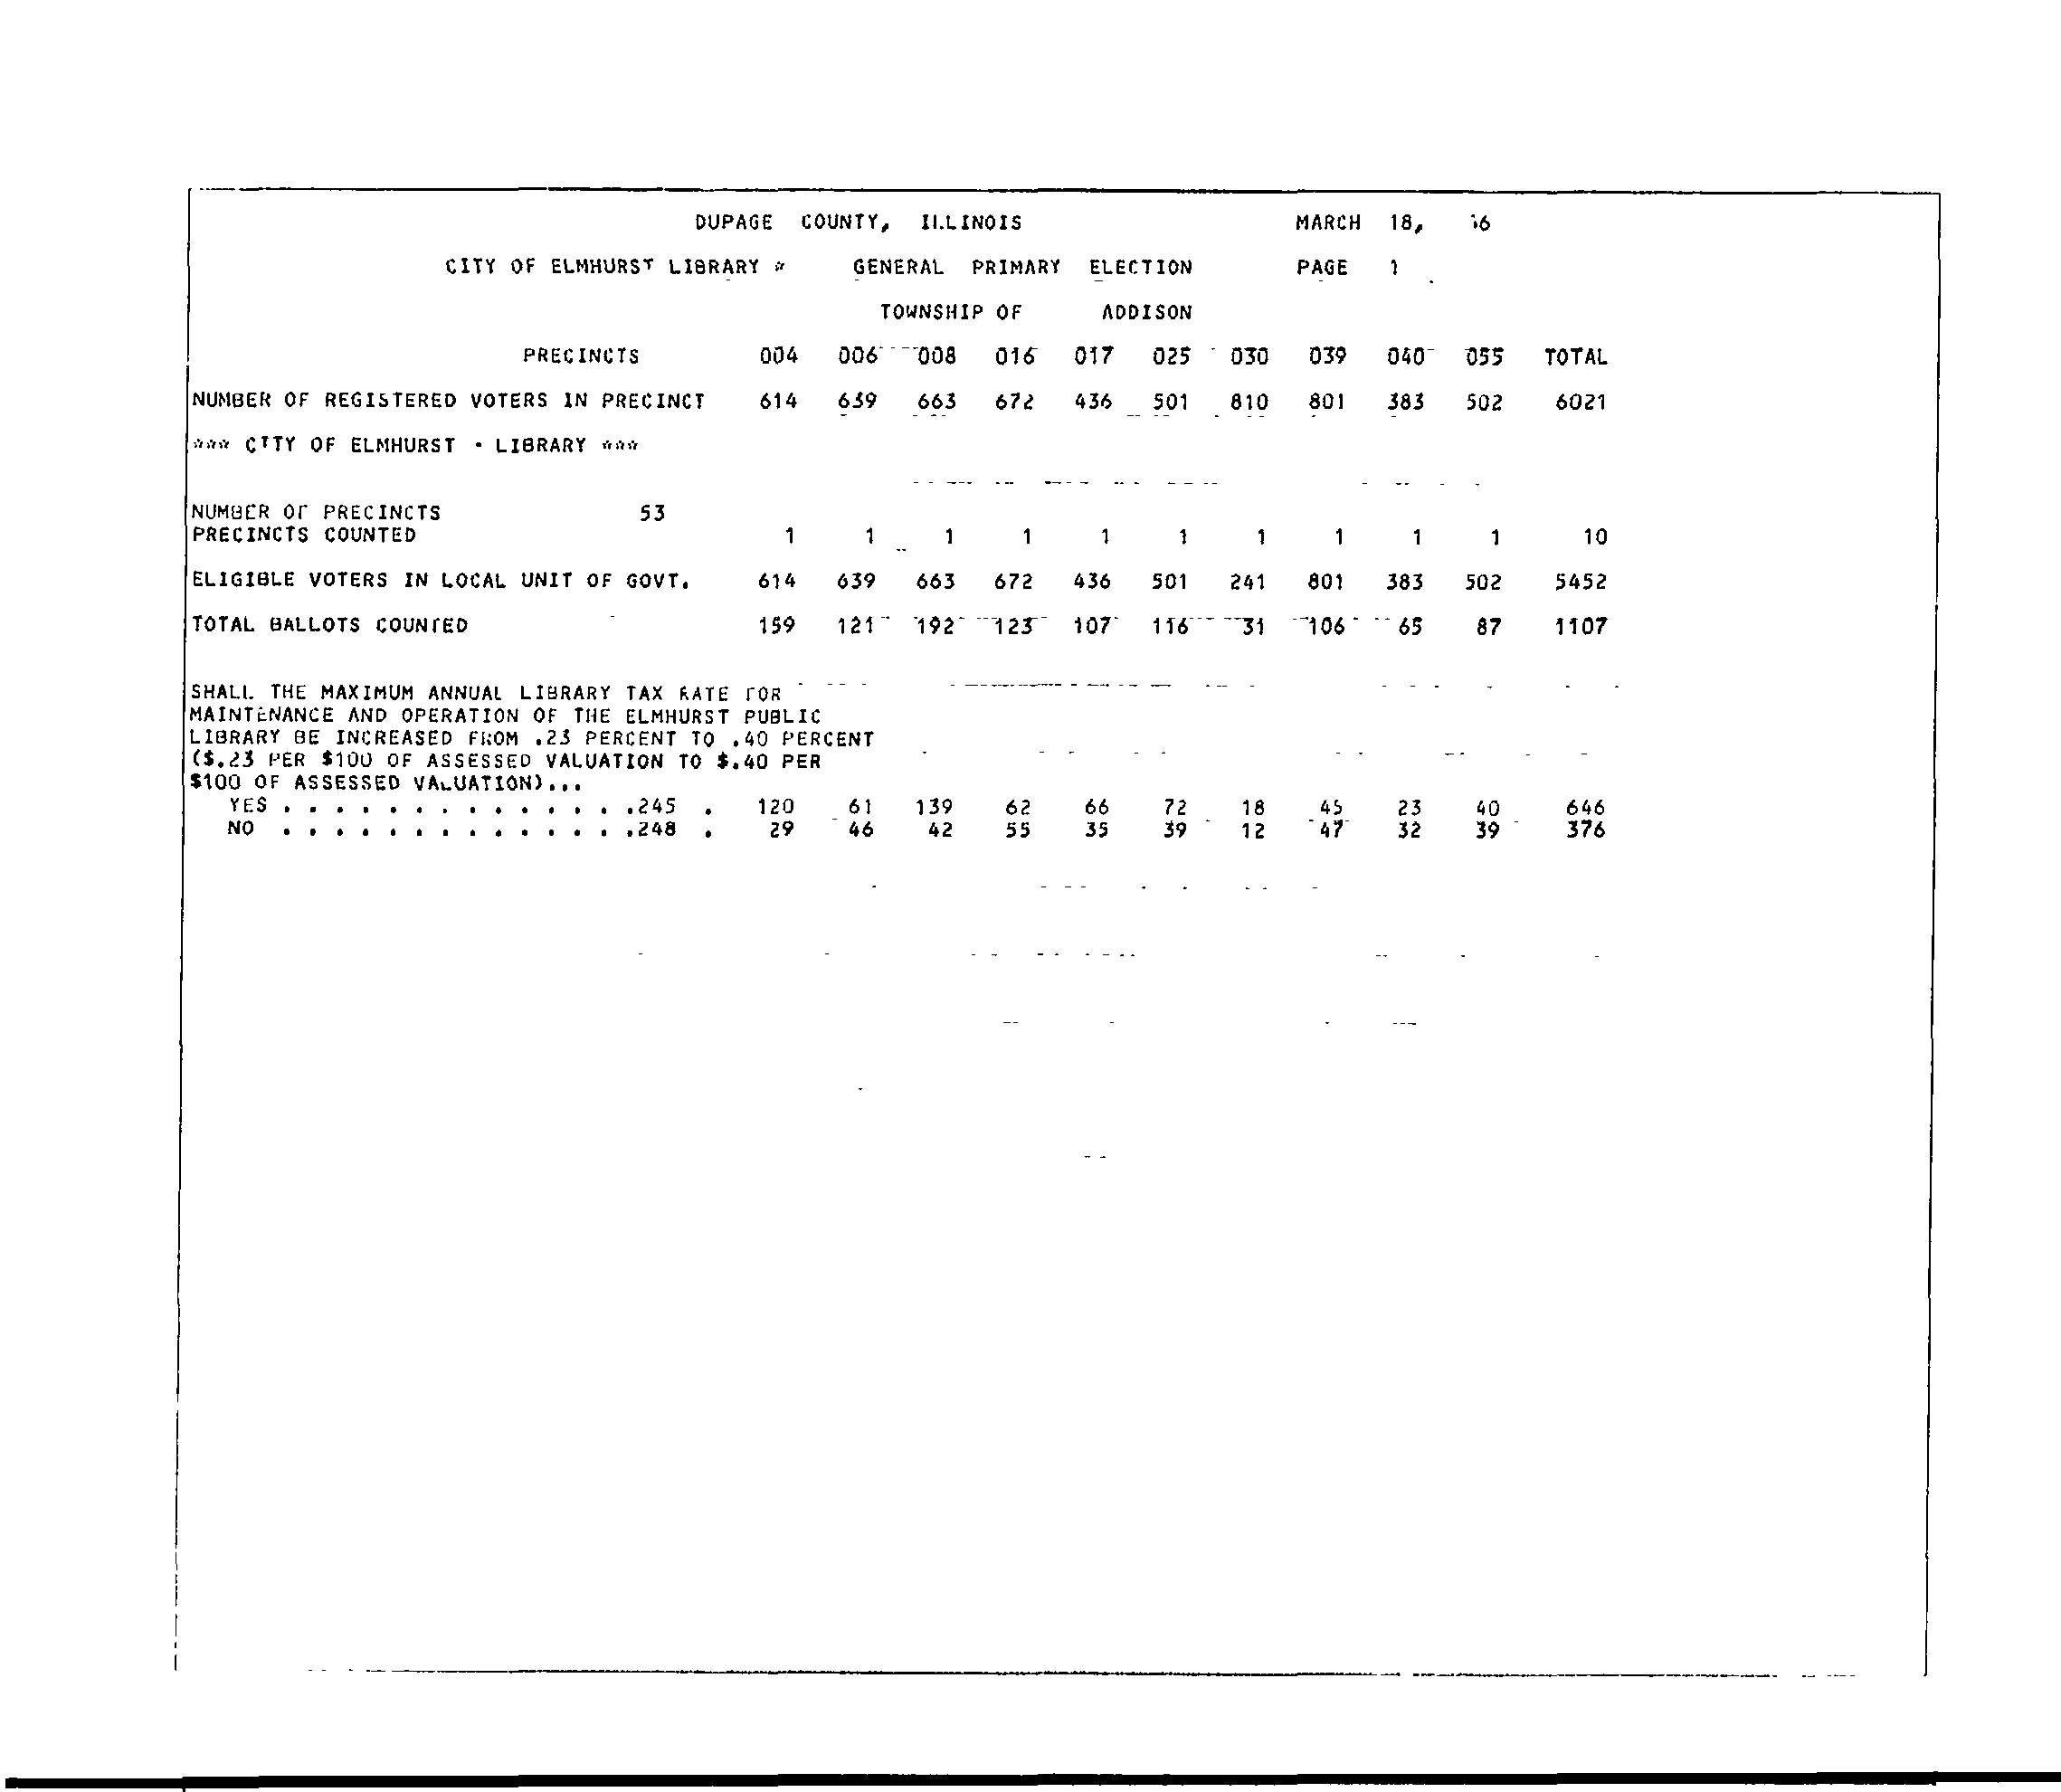 DUPAGE COUNTY, ILLINOIS MARCH 18,
CITY OF ELMHURST LIBRARY * GENERAL PRIMARY ELECTION PAGE 1
TOWNSHIP OF ADDISON
PRECINCTS 004 006 008 016 017 025 030 039 040 055 TOTAL
NUMBER OF REGISTERED VOTERS IN PRECINCT 614 639 663 672 436 501 810 801 383 502 6021
*** CITY OF ELMHURST - LIBRARY ***
NUMBER OF PRECINCTS 53
PRECINCTS COUNTED 1 1 1 1 1 1 1 1 1 1 10
ELIGIBLE VOTERS IN LOCAL UNIT OF GOVT. 614 639 663 672 436 501 241 801 383 502 5452
TOTAL BALLOTS COUNTED 159 121 192 123 107 116 31 106 65 87 1107
SHALL THE MAXIMUM ANNUAL LIBRARY TAX RATE FOR
MAINTENANCE AND OPERATION OF THE ELMHURST PUBLIC
LIBRARY BE INCREASED FROM .23 PERCENT TO .40 PERCENT
($.23 PER $100 OF ASSESSED VALUATION TO $.40 PER
$100 OF ASSESSED VALUATION)...
YES . . . . . . . . . . . . . .245 . 120 61 139 62 66 72 18 45 23 40 646
NO . . . . . . . . . . . . . .248 . 29 46 42 55 35 39 12 47 32 39 376